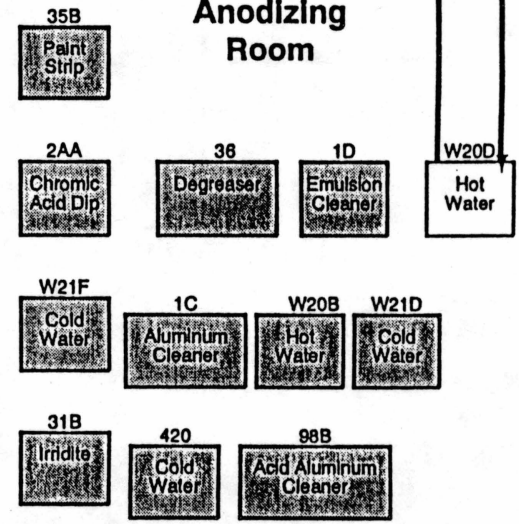 Anodizing
Room
35B
Paint
Strip
2AA
Chromic
Acid Dip
36
Degreaser
1D
Emulsion
Cleaner
W20D
Hot
Water
W21F
Cold
Water
1C
Aluminum
Cleaner
W20B
Hot
Water
W21D
Cold
Water
31B
Irridite
420
Cold
Water
98B
Acid Aluminum
Cleaner